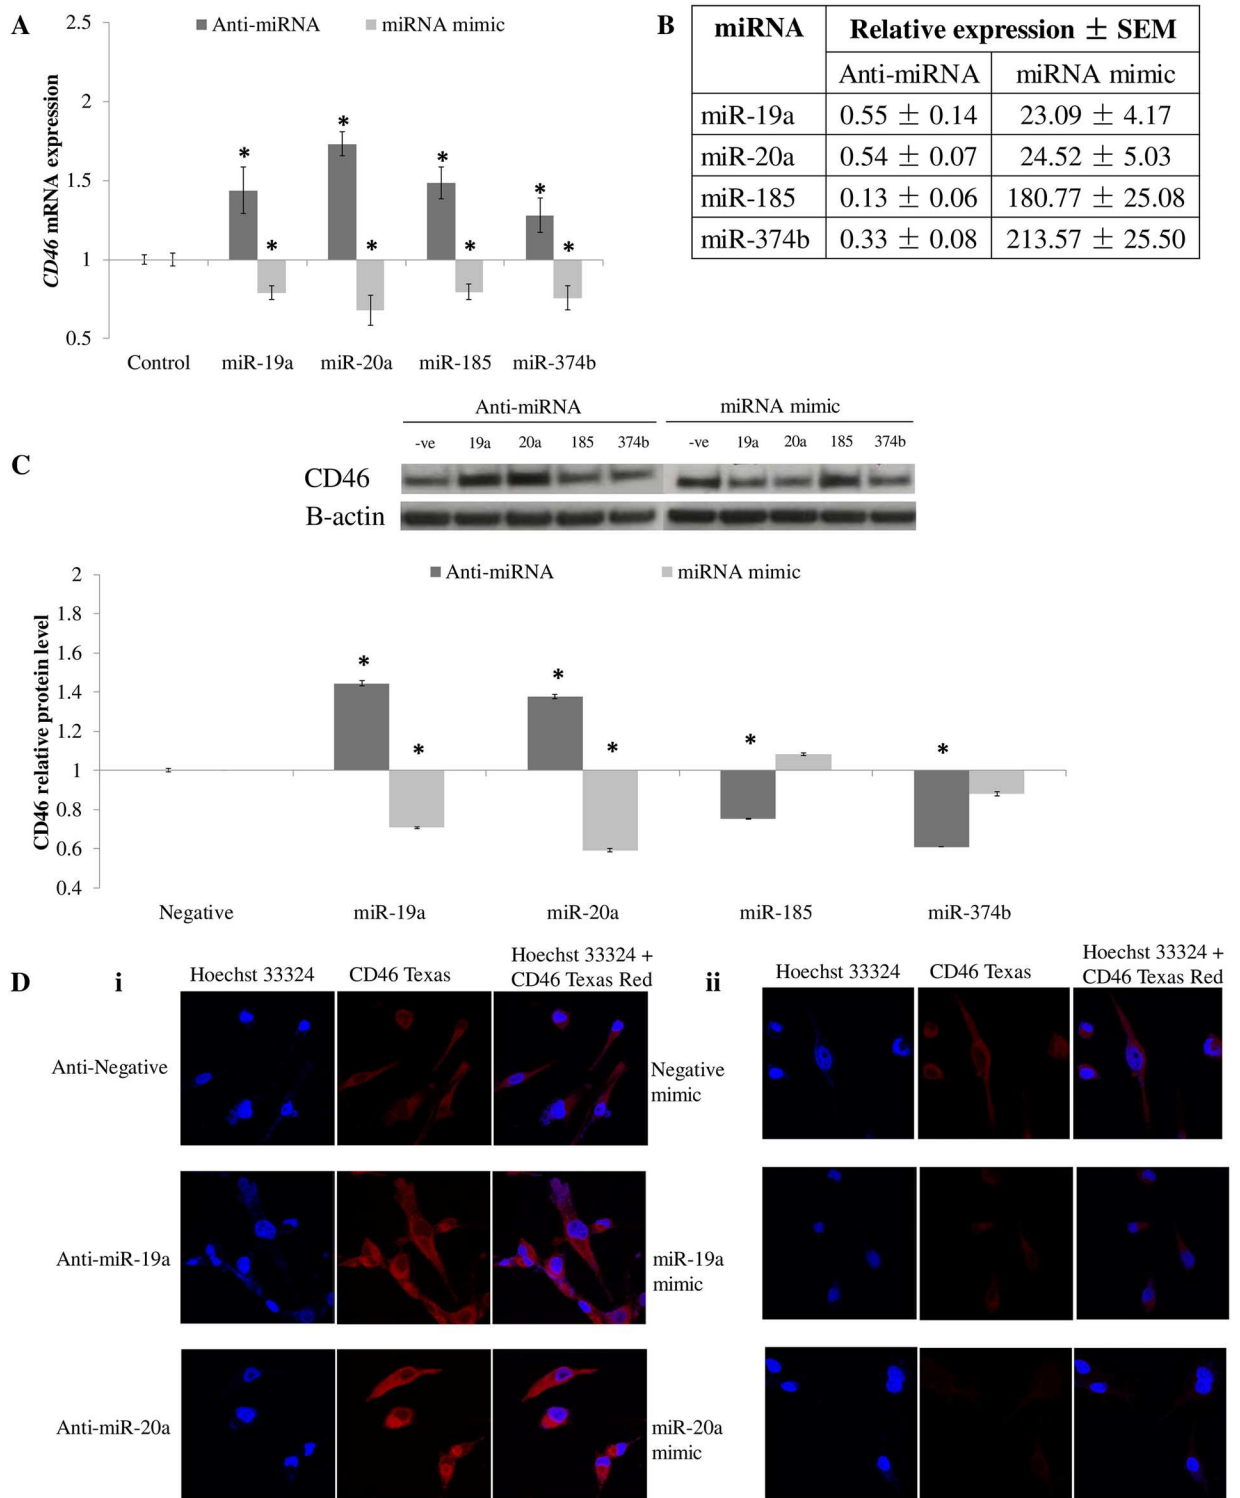 A
Anti-miRNA
miRNA mimic
2.5
2
1.5
1
0.5
CD46 mRNA expression
*
*
*
*
*
*
*
*
Control
miR-19a
miR-20a
miR-185
miR-374b
B
miRNA
Relative expression ± SEM
Anti-miRNA
miRNA mimic
miR-19a 0.55 ± 0.14 23.09 ± 4.17
miR-20a 0.54 ± 0.07 24.52 ± 5.03
miR-185 0.13 ± 0.06 180.77 ± 25.08
miR-374b 0.33 ± 0.08 213.57 ± 25.50
C
Anti-miRNA
miRNA mimic
-ve 19a 20a 185 374b
-ve 19a 20a 185 374b
CD46
B-actin
Anti-miRNA
miRNA mimic
2
1.8
1.6
1.4
1.2
1
0.8
0.6
0.4
CD46 relative protein level
*
*
*
*
*
*
Negative
miR-19a
miR-20a
miR-185
miR-374b
D
i
Hoechst 33324
CD46 Texas
Hoechst 33324 +
CD46 Texas Red
Anti-Negative
Anti-miR-19a
Anti-miR-20a
ii
Hoechst 33324
CD46 Texas
Hoechst 33324 +
CD46 Texas Red
Negative
mimic
miR-19a
mimic
miR-20a
mimic